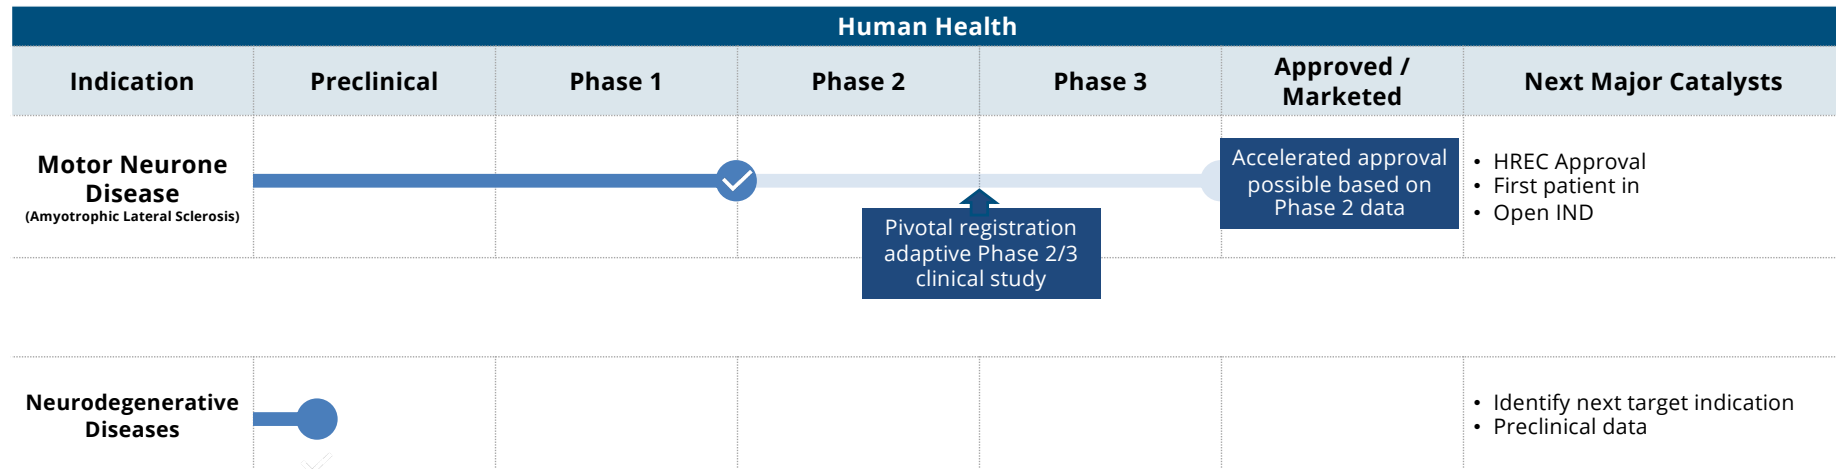 Human Health
Indication
Preclinical
Phase 1
Phase 2
Phase 3
Approved /
Marketed
Next Major Catalysts
Motor Neurone
Disease
(Amyotrophic Lateral Sclerosis)
Pivotal registration
adaptive Phase 2/3
clinical study
Accelerated approval
possible based on
Phase 2 data
• HREC Approval
• First patient in
• Open IND
Neurodegenerative
Diseases
• Identify next target indication
• Preclinical data